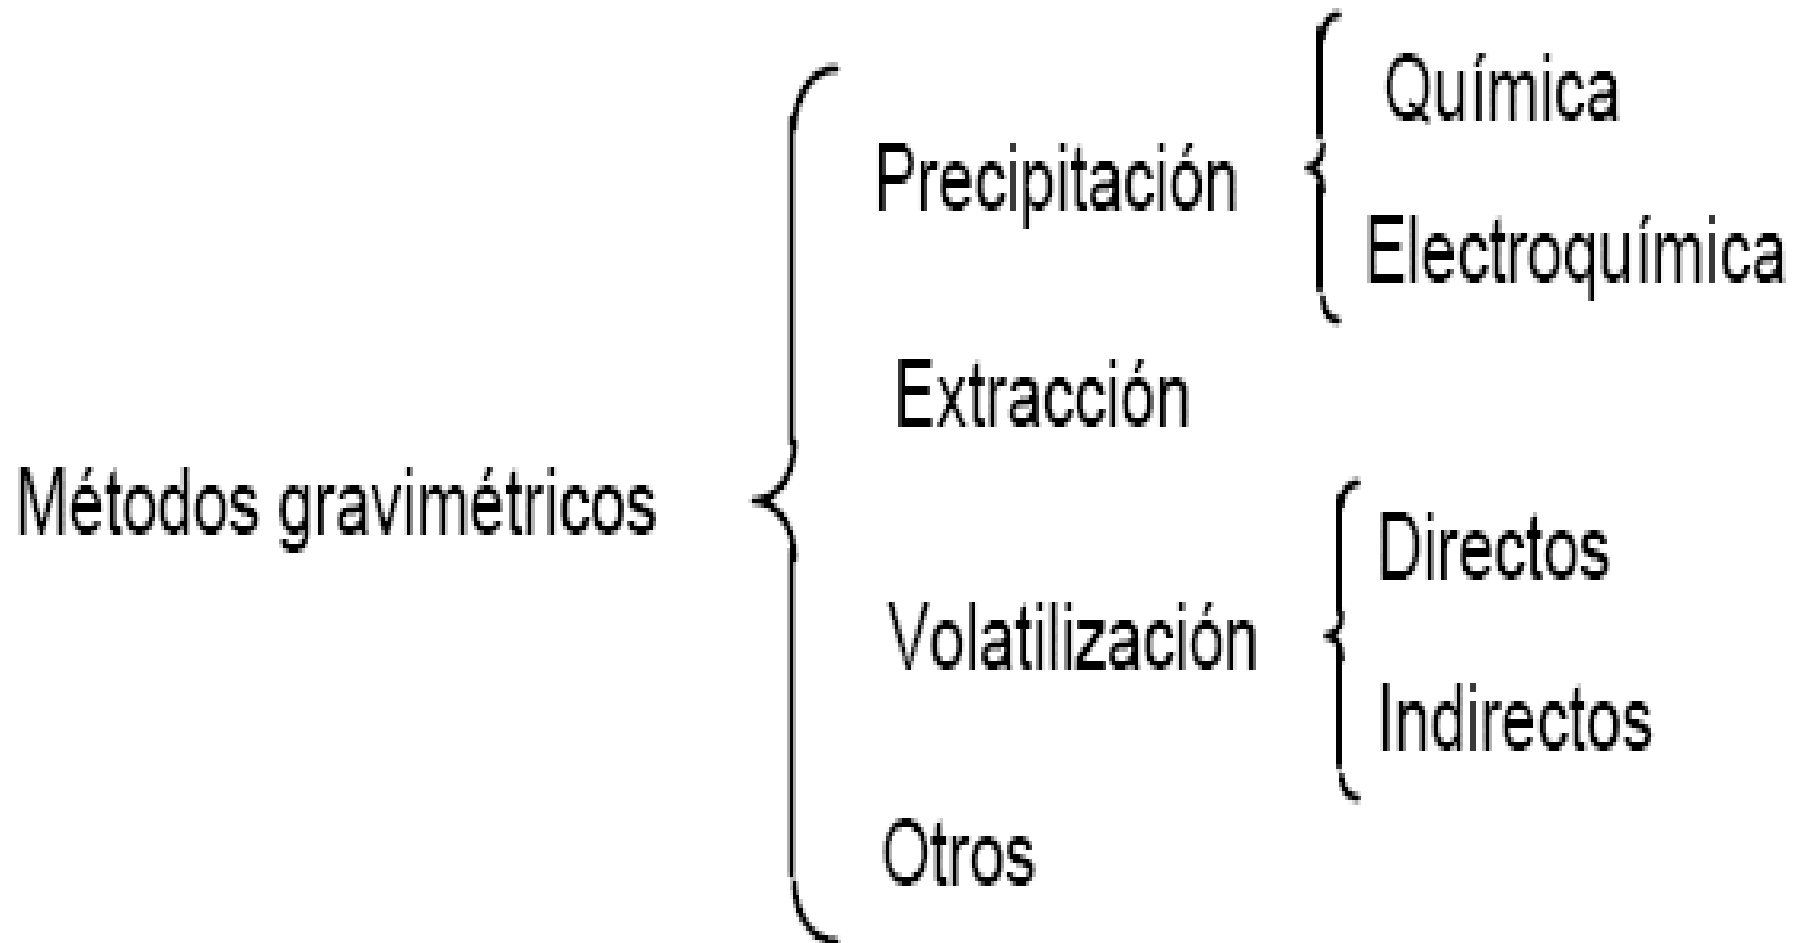 Métodos gravimétricos
Precipitación
Química
Electroquímica
Extracción
Volatilización
Directos
Indirectos
Otros